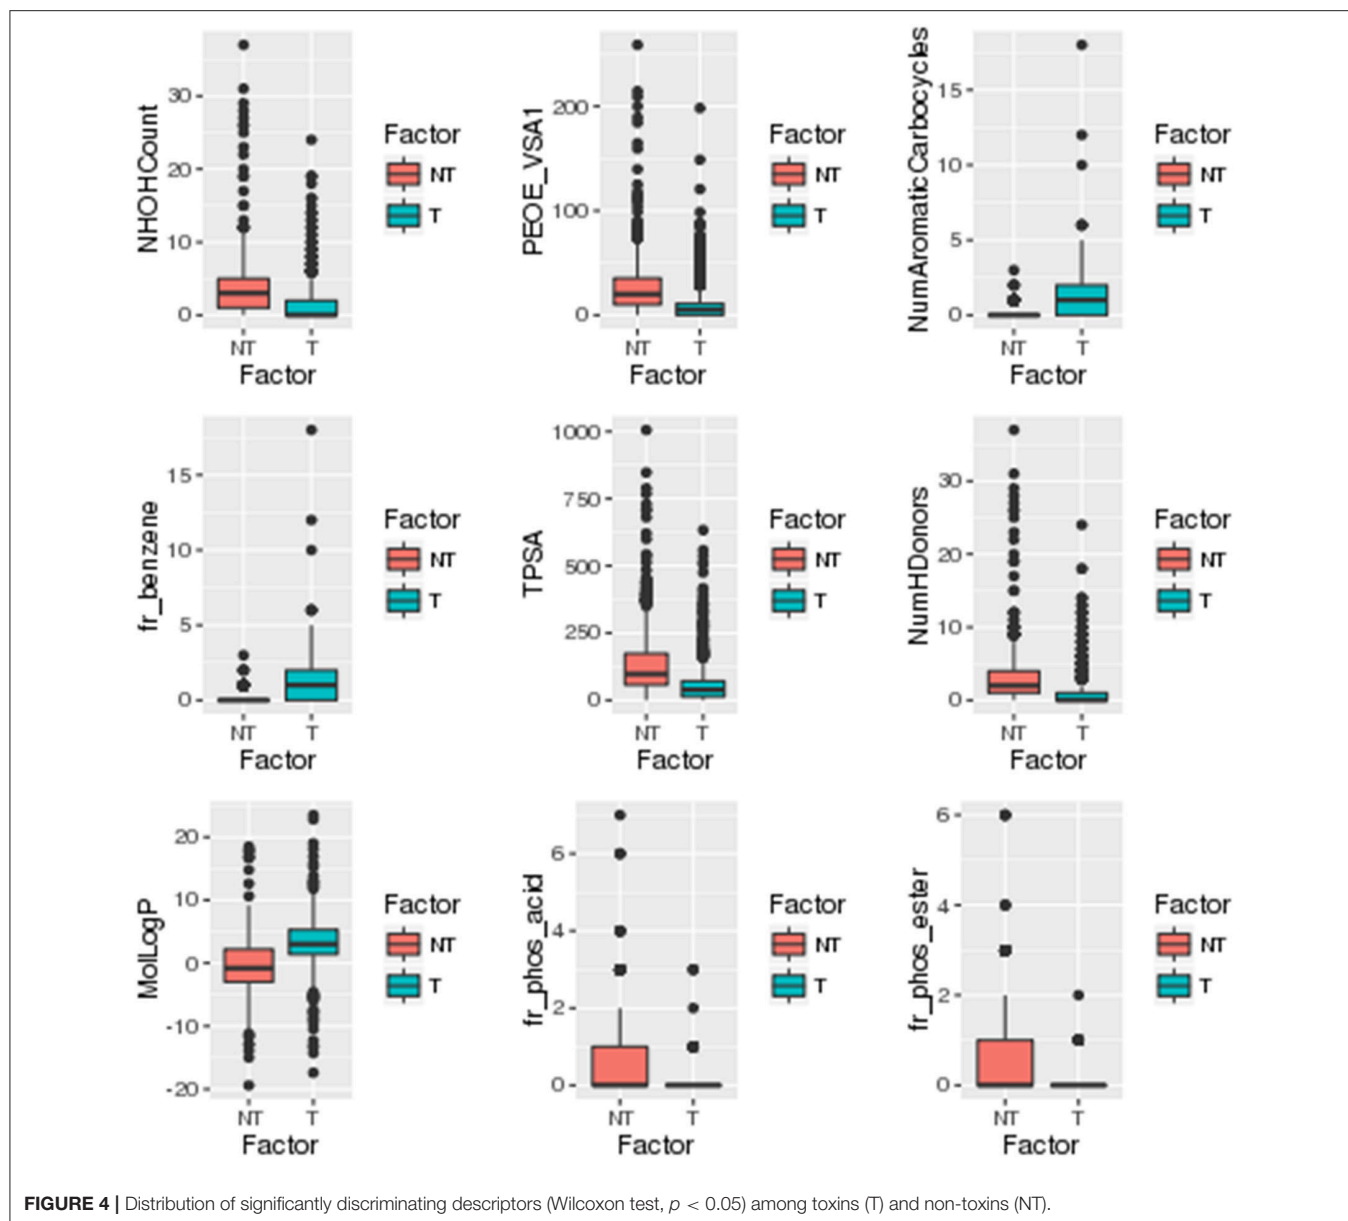 NHOHCount
30
20
10
0
NT T
Factor
Factor
NT
T
PEOE_VSA1
200
100
0
NT T
Factor
Factor
NT
T
NumAromaticCarbocycles
15
10
5
0
NT T
Factor
Factor
NT
T
fr_benzene
15
10
5
0
NT T
Factor
Factor
NT
T
TPSA
1000
750
500
250
0
NT T
Factor
Factor
NT
T
NumHDonors
30
20
10
0
NT T
Factor
Factor
NT
T
MolLogP
20
10
0
-10
-20
NT T
Factor
Factor
NT
T
fr_phos_acid
6
4
2
0
NT T
Factor
Factor
NT
T
fr_phos_ester
6
4
2
0
NT T
Factor
Factor
NT
T
FIGURE 4 | Distribution of significantly discriminating descriptors (Wilcoxon test, p < 0.05) among toxins (T) and non-toxins (NT).